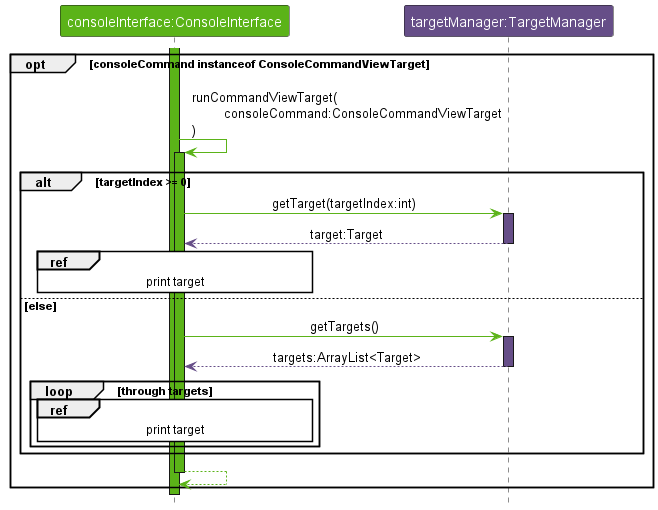 consoleInterface:ConsoleInterface
targetManager:TargetManager
opt
[consoleCommand instanceof ConsoleCommandViewTarget]
runCommandViewTarget(
consoleCommand:ConsoleCommandViewTarget
)
alt
[targetIndex >= 0]
getTarget(targetIndex:int)
target:Target
ref
print target
[else]
getTargets()
targets:ArrayList<Target>
loop
[through targets]
ref
print target